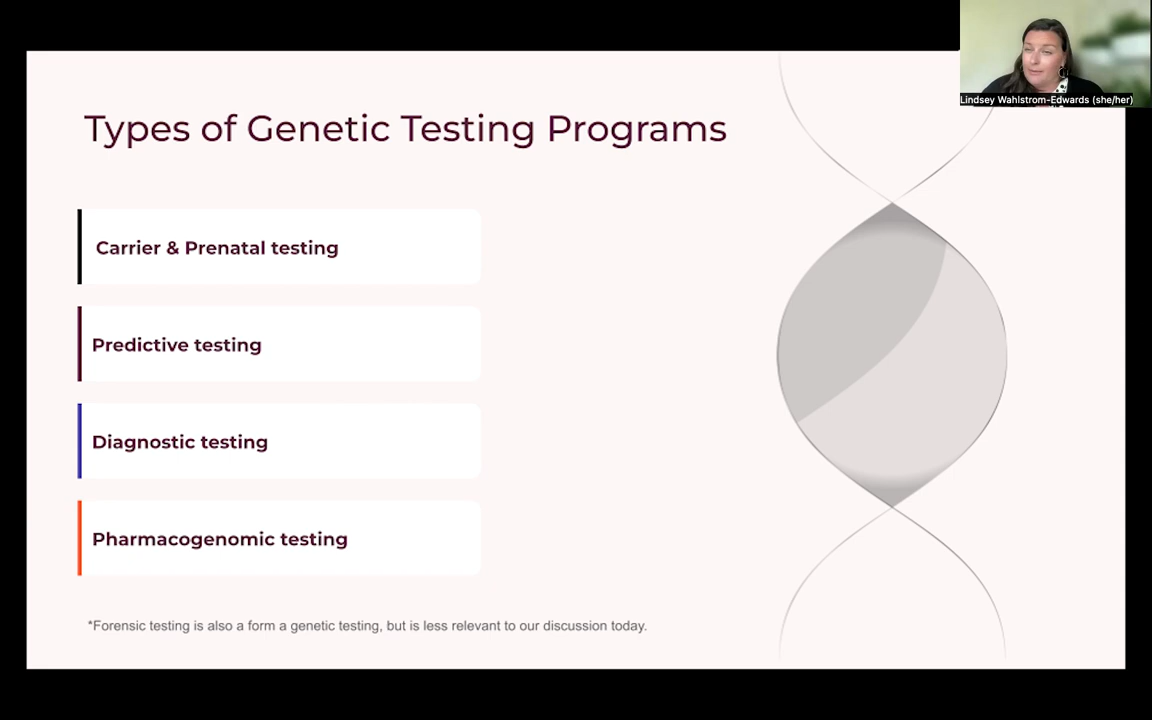 Lindsey Wahlstrom-Edwards (she/her)
Types of Genetic Testing Programs
Carrier & Prenatal testing
Predictive testing
Diagnostic testing
Pharmacogenomic testing
*Forensic testing is also a form a genetic testing, but is less relevant to our discussion today.